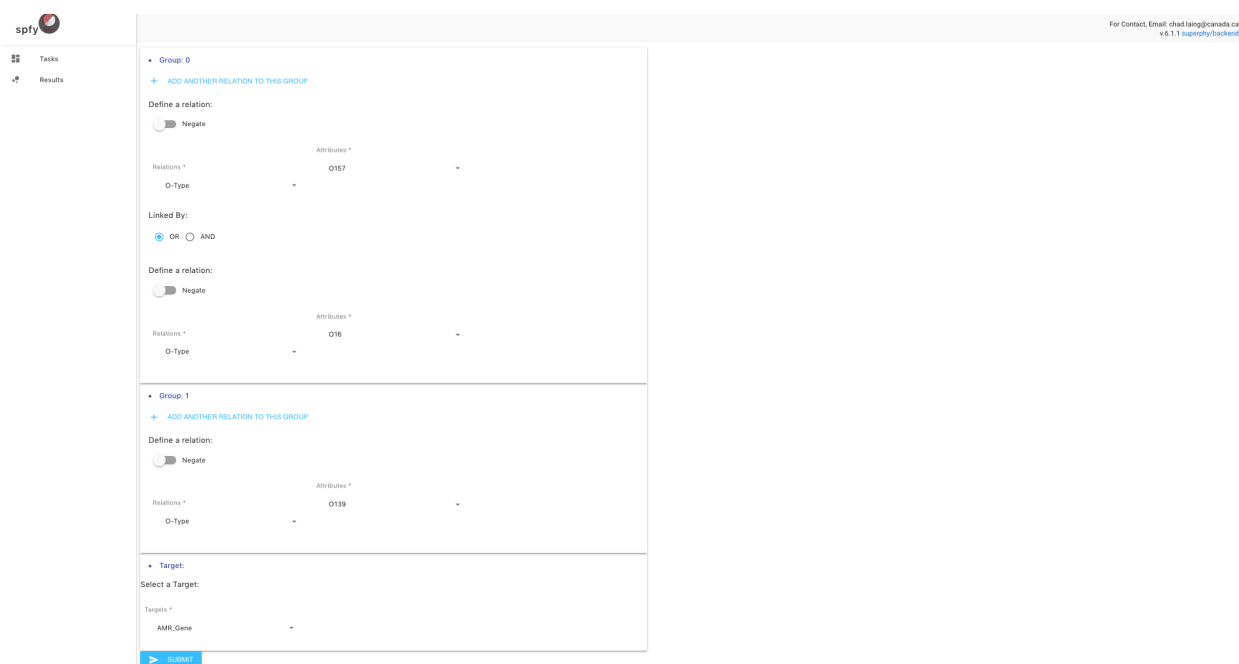 spfy
For Contact, Email: chad.laing@canada.ca
v.6.1.1 superphy/backend
Tasks
Results
Group: 0
+ ADD ANOTHER RELATION TO THIS GROUP
Define a relation:
Negate
Attributes *
O157
Relations *
O-Type
Linked By:
OR AND
Define a relation:
Negate
Attributes *
O16
Relations *
O-Type
Group: 1
+ ADD ANOTHER RELATION TO THIS GROUP
Define a relation:
Negate
Attributes *
O139
Relations *
O-Type
Target:
Select a Target:
Targets *
AMR_Gene
SUBMIT